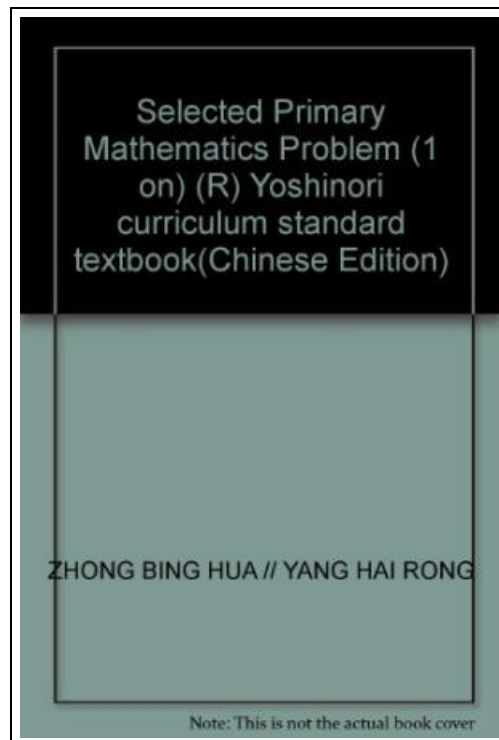 Selected Primary
Mathematics Problem (1
on) (R) Yoshinori
curriculum standard
textbook(Chinese Edition)
ZHONG BING HUA // YANG HAI RONG
Note: This is not the actual book cover